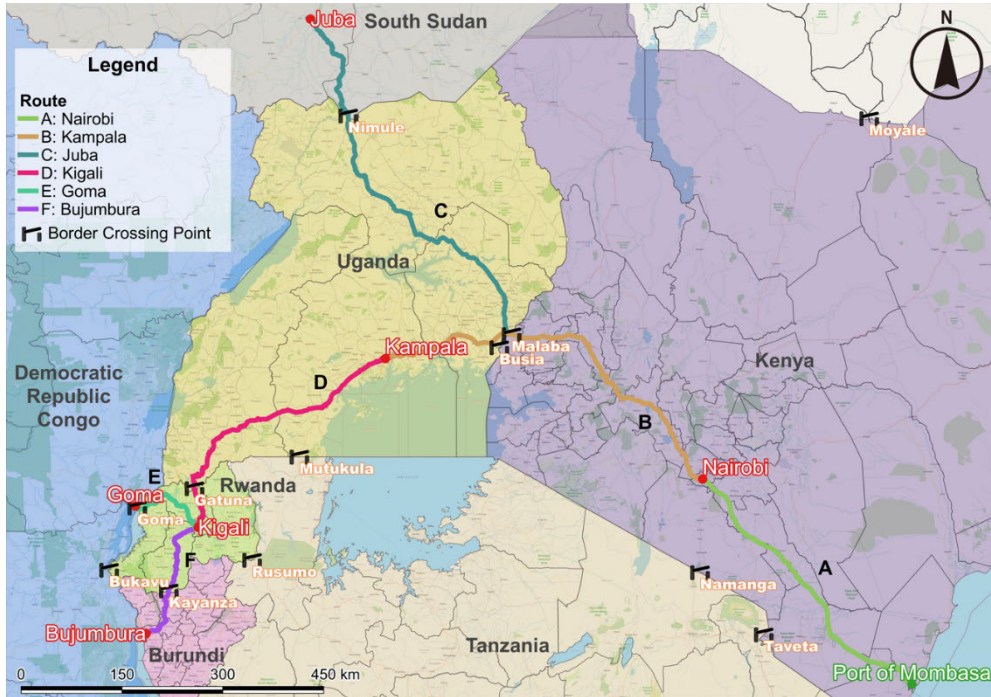 Juba
South Sudan
N
Legend
Route
A: Nairobi
B: Kampala
C: Juba
D: Kigali
E: Goma
F: Bujumbura
Border Crossing Point
Nimule
Moyale
C
Uganda
Kampala
Malaba
Busia
Kenya
Democratic
Republic
Congo
D
B
Mutukula
Nairobi
E
Rwanda
Goma
Gatuna
Goma
Kigali
F
A
Bukavu
Rusumo
Namanga
Kayanza
Bujumbura
Burundi
Tanzania
Taveta
Port of Mombasa
0 150 300 450 km